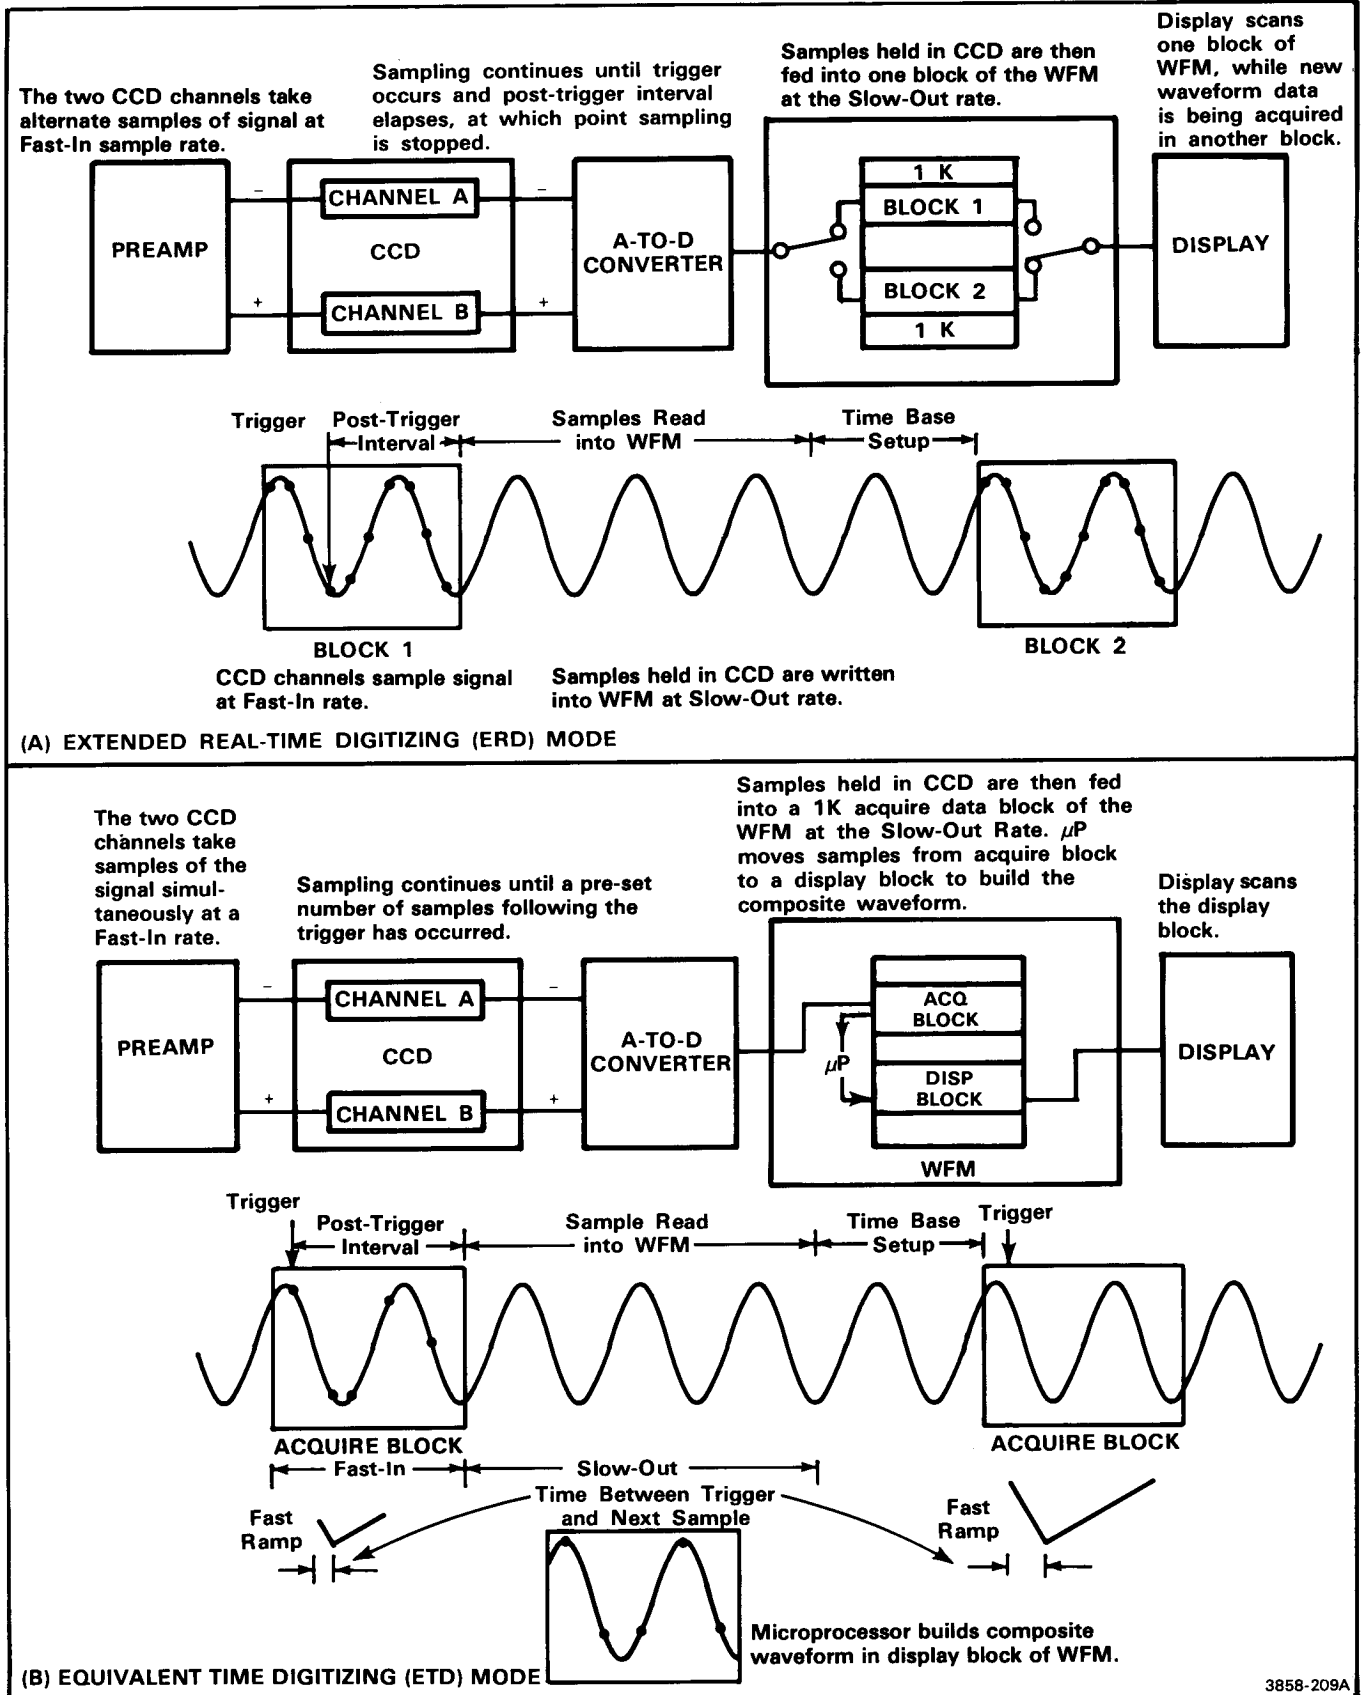 The two CCD channels take
alternate samples of signal at
Fast-In sample rate.
Sampling continues until trigger
occurs and post-trigger interval
elapses, at which point sampling
is stopped.
Samples held in CCD are then
fed into one block of the WFM
at the Slow-Out rate.
Display scans
one block of
WFM, while new
waveform data
is being acquired
in another block.
PREAMP
–
+
CHANNEL A
CCD
CHANNEL B
–
+
A-TO-D
CONVERTER
1 K
BLOCK 1
BLOCK 2
1 K
DISPLAY
Trigger
Post-Trigger
Interval
Samples Read
into WFM
Time Base
Setup
BLOCK 1
BLOCK 2
CCD channels sample signal
at Fast-In rate.
Samples held in CCD are written
into WFM at Slow-Out rate.
(A) EXTENDED REAL-TIME DIGITIZING (ERD) MODE
The two CCD
channels take
samples of the
signal simul-
taneously at a
Fast-In rate.
Sampling continues until a pre-set
number of samples following the
trigger has occurred.
Samples held in CCD are then fed
into a 1K acquire data block of the
WFM at the Slow-Out Rate. μP
moves samples from acquire block
to a display block to build the
composite waveform.
Display scans
the display
block.
PREAMP
–
+
CHANNEL A
CCD
CHANNEL B
–
+
A-TO-D
CONVERTER
ACQ
BLOCK
μP
DISP
BLOCK
WFM
DISPLAY
Trigger
Post-Trigger
Interval
Sample Read
into WFM
Time Base
Setup
Trigger
ACQUIRE BLOCK
ACQUIRE BLOCK
Fast-In
Slow-Out
Time Between Trigger
and Next Sample
Fast
Ramp
Fast
Ramp
Microprocessor builds composite
waveform in display block of WFM.
(B) EQUIVALENT TIME DIGITIZING (ETD) MODE
3858-209A